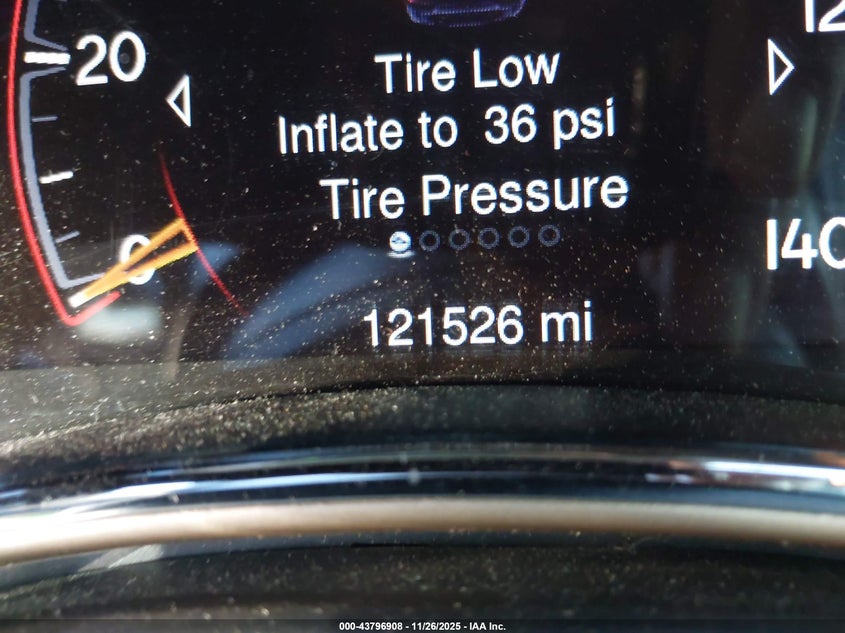 20
12
Tire Low
Inflate to 36 psi
Tire Pressure
0
140
121526 mi
000-43796908 - 11/26/2025 - IAA Inc.